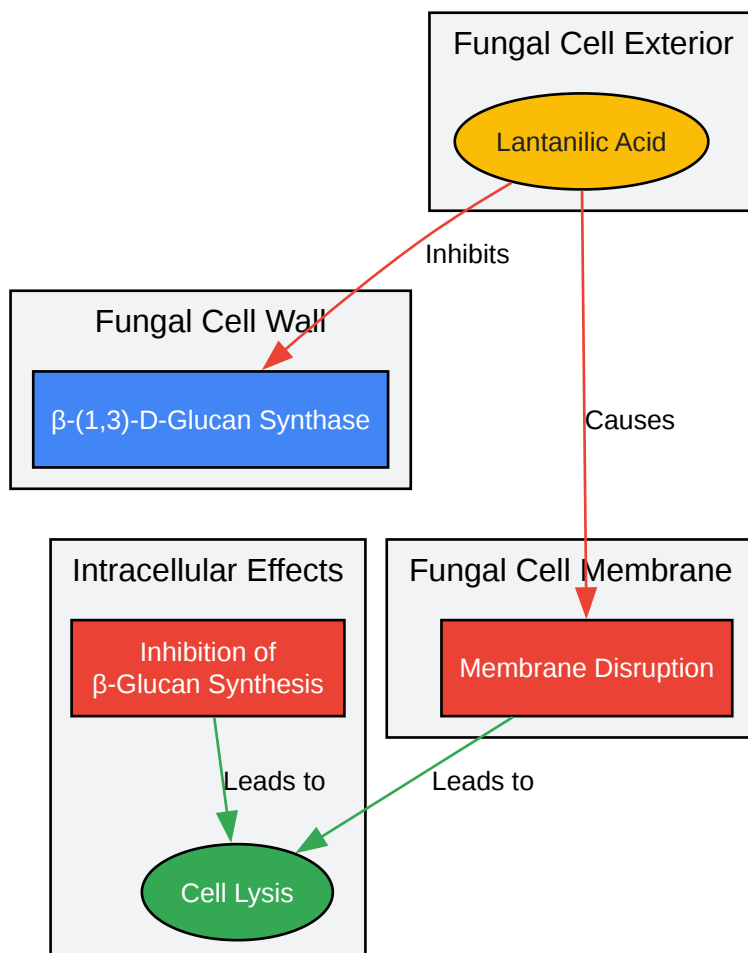 Fungal Cell Exterior
Lantanilic Acid
Inhibits
Fungal Cell Wall
β-(1,3)-D-Glucan Synthase
Causes
Intracellular Effects
Inhibition of
β-Glucan Synthesis
Fungal Cell Membrane
Membrane Disruption
Leads to
Leads to
Cell Lysis